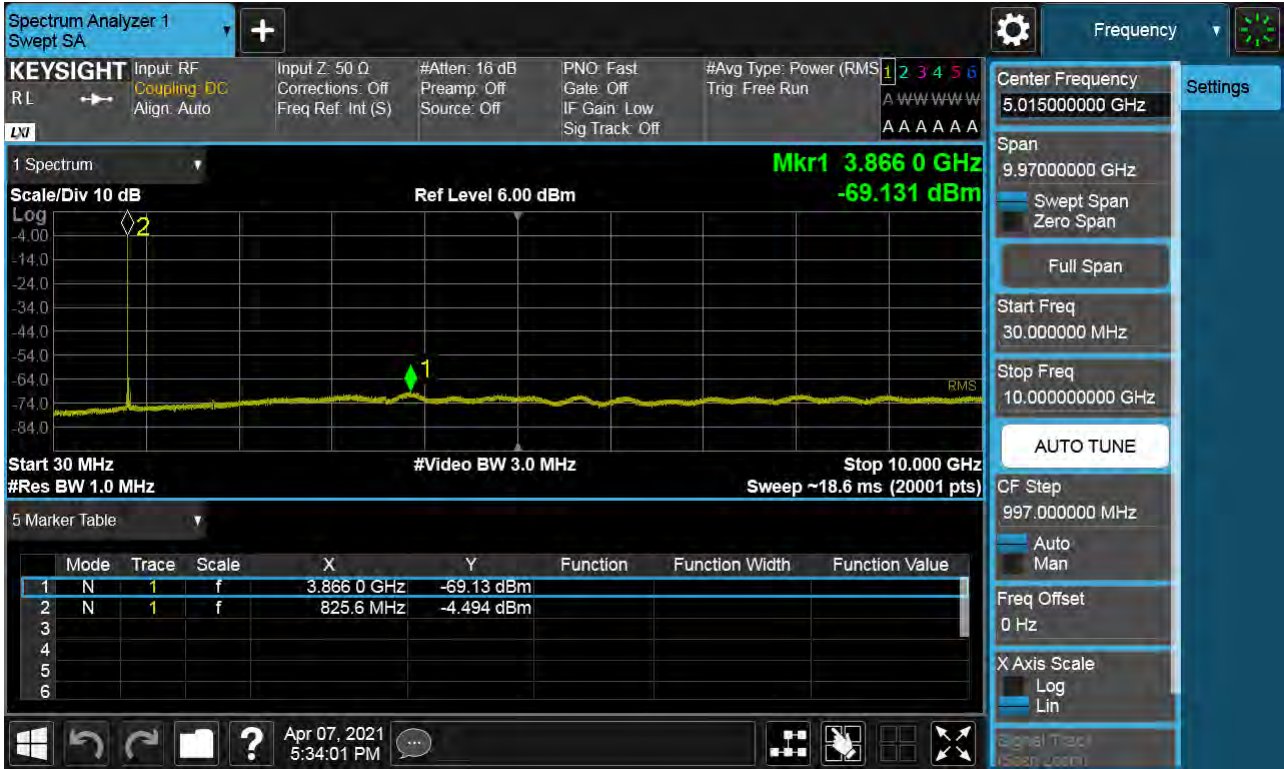 Spectrum Analyzer 1
Swept SA
Frequency
KEYSIGHT
RL
LXI
Input: RF
Coupling: DC
Align: Auto
Input Z: 50 Ω
Corrections: Off
Freq Ref: Int (S)
#Atten: 16 dB
Preamp: Off
Source: Off
PNO: Fast
Gate: Off
IF Gain: Low
Sig Track: Off
#Avg Type: Power (RMS
Trig: Free Run
1 2 3 4 5 6
A W W W W W
A A A A A A
1 Spectrum
Mkr1 3.866 0 GHz
Scale/Div 10 dB
Ref Level 6.00 dBm
-69.131 dBm
Log
2
-4.00
-14.0
-24.0
-34.0
-44.0
-54.0
1
-64.0
RMS
-74.0
-84.0
Start 30 MHz
#Video BW 3.0 MHz
Stop 10.000 GHz
#Res BW 1.0 MHz
Sweep ~18.6 ms (20001 pts)
5 Marker Table
Mode Trace Scale X Y Function Function Width Function Value
1 N 1 f 3.866 0 GHz -69.13 dBm
2 N 1 f 825.6 MHz -4.494 dBm
3
4
5
6
Apr 07, 2021
5:34:01 PM
Center Frequency
5.015000000 GHz
Settings
Span
9.97000000 GHz
Swept Span
Zero Span
Full Span
Start Freq
30.000000 MHz
Stop Freq
10.000000000 GHz
AUTO TUNE
CF Step
997.000000 MHz
Auto
Man
Freq Offset
0 Hz
X Axis Scale
Log
Lin
Signal Track
(Span Zoom)